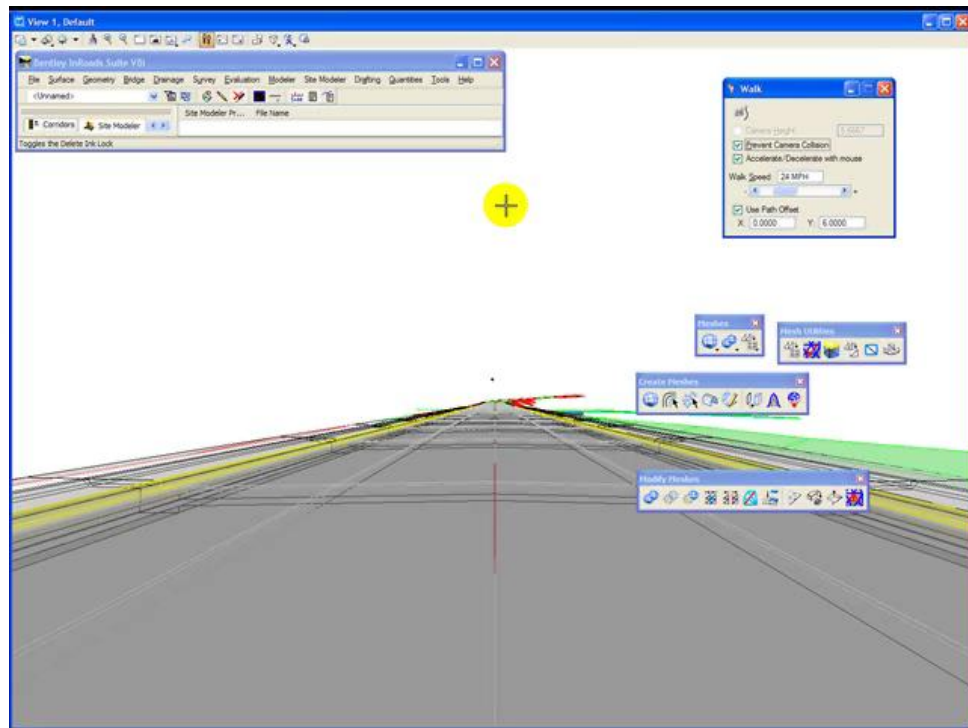 View 1, Default
Bentley InRoads Suite V8i
File Surface Geometry Bridge Drainage Survey Evaluation Modeler Site Modeler Drafting Quantities Tools Help
<Unnamed>
Site Modeler Pr... File Name
Corridors Site Modeler
Toggles the Delete Ink Lock
Walk
Camera Height
Prevent Camera Collision
Accelerate/Decelerate with mouse
Walk Speed 24 MPH
- +
Use Path Offset
X: 0.0000 Y: 6.0000
Meshes
Mesh Utilities
Create Meshes
Modify Meshes